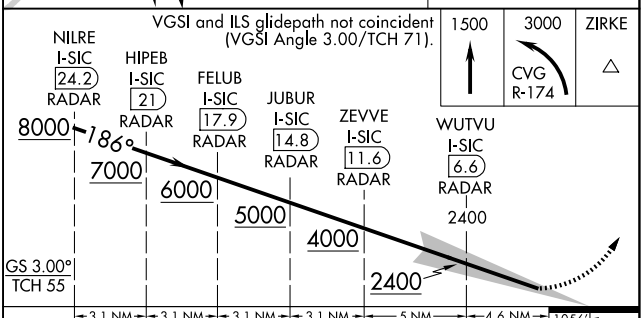 VGSI and ILS glidepath not coincident
(VGSI Angle 3.00/TCH 71).
1500
3000
CVG
R-174
ZIRKE
NILRE
I-SIC
24.2
RADAR
HIPEB
I-SIC
21
RADAR
FELUB
I-SIC
17.9
RADAR
JUBUR
I-SIC
14.8
RADAR
ZEVVE
I-SIC
11.6
RADAR
WUTVU
I-SIC
6.6
RADAR
2400
8000
186°
7000
6000
5000
4000
2400
GS 3.00°
TCH 55
3.1 NM
3.1 NM
3.1 NM
3.1 NM
5 NM
4.6 NM